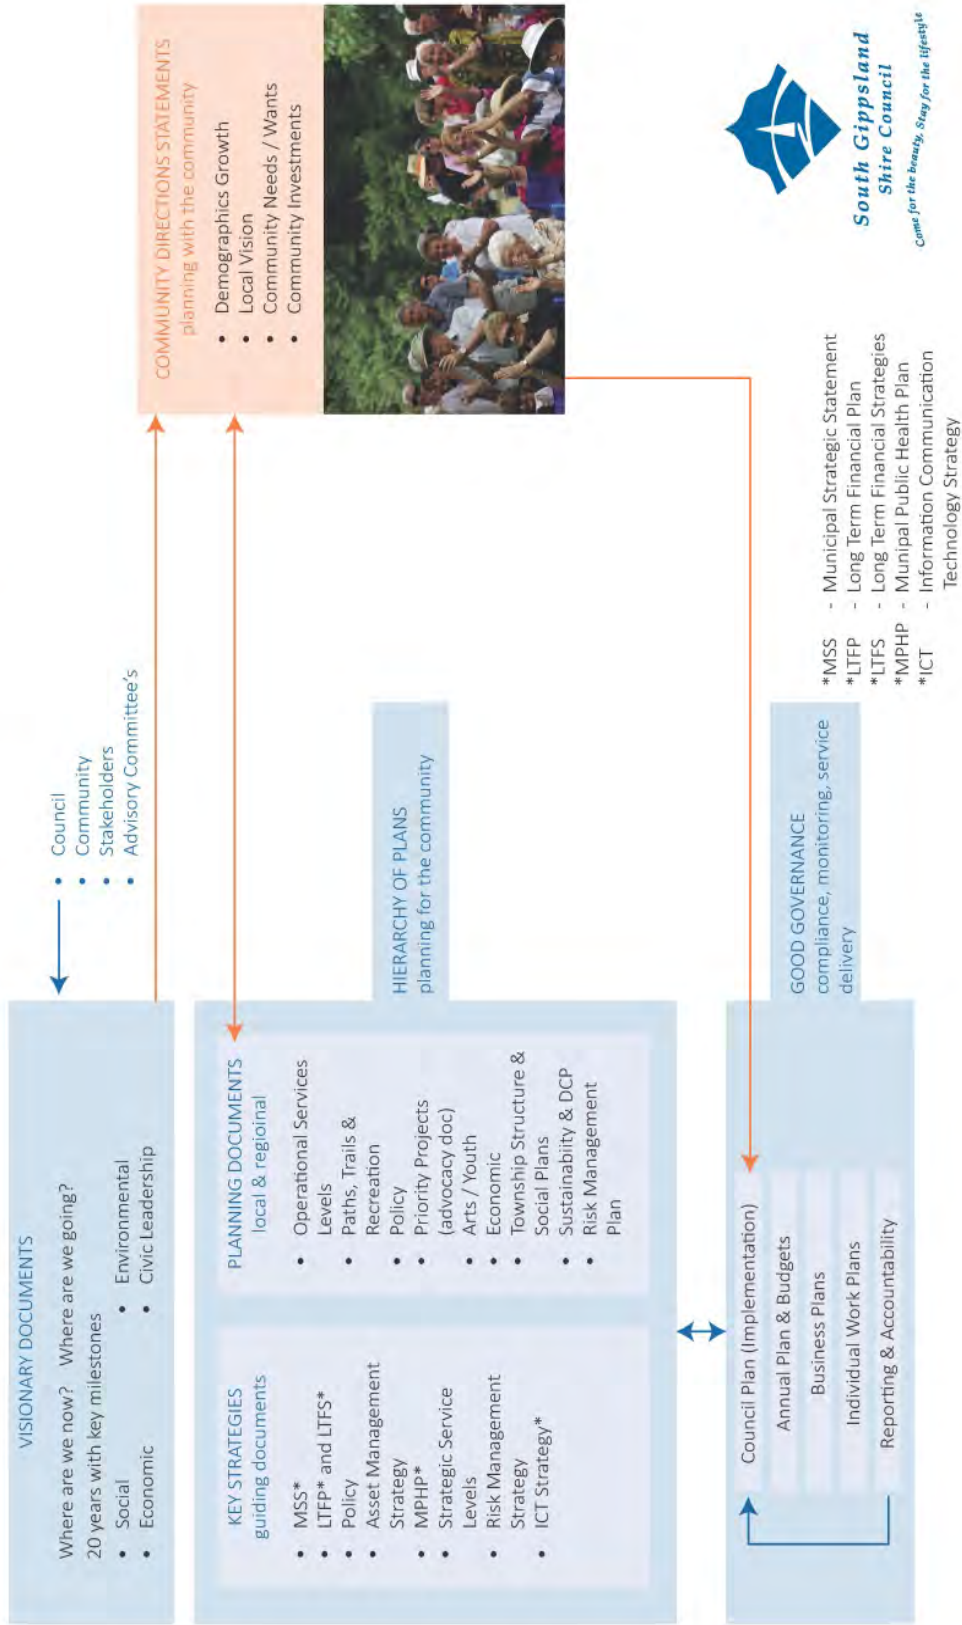 VISIONARY DOCUMENTS
Where are we now? Where are we going?
20 years with key milestones
• Social
• Economic
• Environmental
• Civic Leadership
• Council
• Community
• Stakeholders
• Advisory Committee's
COMMUNITY DIRECTIONS STATEMENTS
planning with the community
• Demographics Growth
• Local Vision
• Community Needs / Wants
• Community Investments
KEY STRATEGIES
guiding documents
• MSS*
• LTFP* and LTFS*
• Policy
• Asset Management
Strategy
• MPHP*
• Strategic Service
Levels
• Risk Management
Strategy
• ICT Strategy*
PLANNING DOCUMENTS
local & regioinal
• Operational Services
Levels
• Paths, Trails &
Recreation
• Policy
• Priority Projects
(advocacy doc)
• Arts / Youth
• Economic
• Township Structure &
Social Plans
• Sustainabiity & DCP
• Risk Management
Plan
HIERARCHY OF PLANS
planning for the community
Council Plan (Implementation)
Annual Plan & Budgets
Business Plans
Individual Work Plans
Reporting & Accountability
GOOD GOVERNANCE
compliance, monitoring, service
delivery
*MSS - Municipal Strategic Statement
*LTFP - Long Term Financial Plan
*LTFS - Long Term Financial Strategies
*MPHP - Munipal Public Health Plan
*ICT - Information Communication
Technology Strategy
South Gippsland
Shire Council
Come for the beauty, Stay for the lifestyle